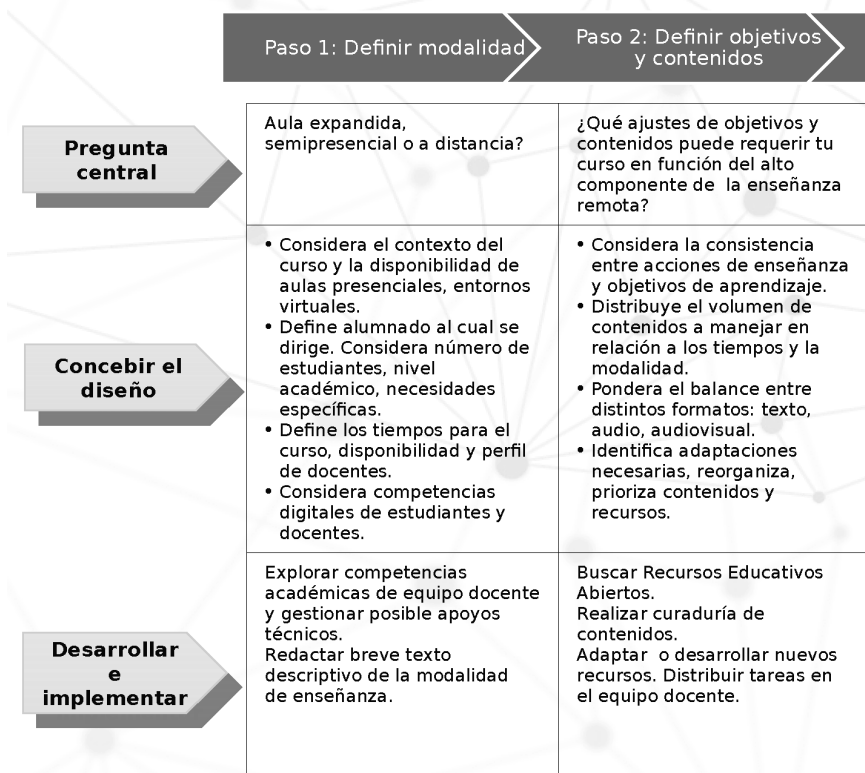 Paso 1: Definir modalidad
Paso 2: Definir objetivos
y contenidos
Pregunta
central
Aula expandida,
semipresencial o a distancia?
¿Qué ajustes de objetivos y
contenidos puede requerir tu
curso en función del alto
componente de  la enseñanza
remota?
Concebir el
diseño
• Considera el contexto del
curso y la disponibilidad de
aulas presenciales, entornos
virtuales.
• Define alumnado al cual se
dirige. Considera número de
estudiantes, nivel
académico, necesidades
específicas.
• Define los tiempos para el
curso, disponibilidad y perfil
de docentes.
• Considera competencias
digitales de estudiantes y
docentes.
• Considera la consistencia
entre acciones de enseñanza
y objetivos de aprendizaje.
• Distribuye el volumen de
contenidos a manejar en
relación a los tiempos y la
modalidad.
• Pondera el balance entre
distintos formatos: texto,
audio, audiovisual.
• Identifica adaptaciones
necesarias, reorganiza,
prioriza contenidos y
recursos.
Desarrollar
e
implementar
Explorar competencias
académicas de equipo docente
y gestionar posible apoyos
técnicos.
Redactar breve texto
descriptivo de la modalidad
de enseñanza.
Buscar Recursos Educativos
Abiertos.
Realizar curaduría de
contenidos.
Adaptar  o desarrollar nuevos
recursos. Distribuir tareas en
el equipo docente.